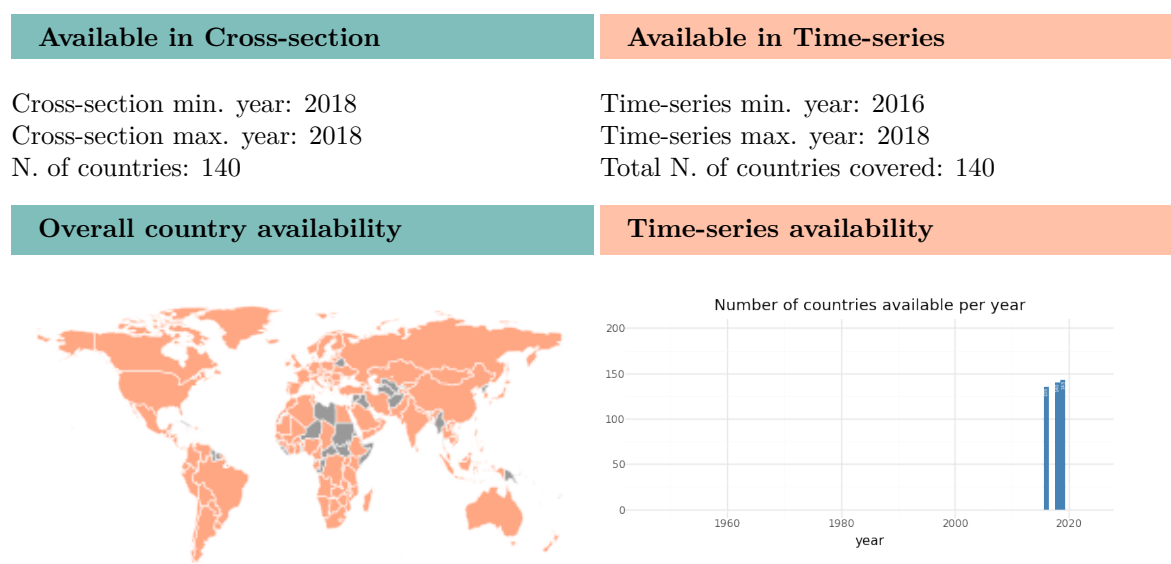 Available in Cross-section
Available in Time-series
Cross-section min. year: 2018
Cross-section max. year: 2018
N. of countries: 140
Time-series min. year: 2016
Time-series max. year: 2018
Total N. of countries covered: 140
Overall country availability
Time-series availability
Number of countries available per year
200
150
100
50
0
1960
1980
2000
2020
year